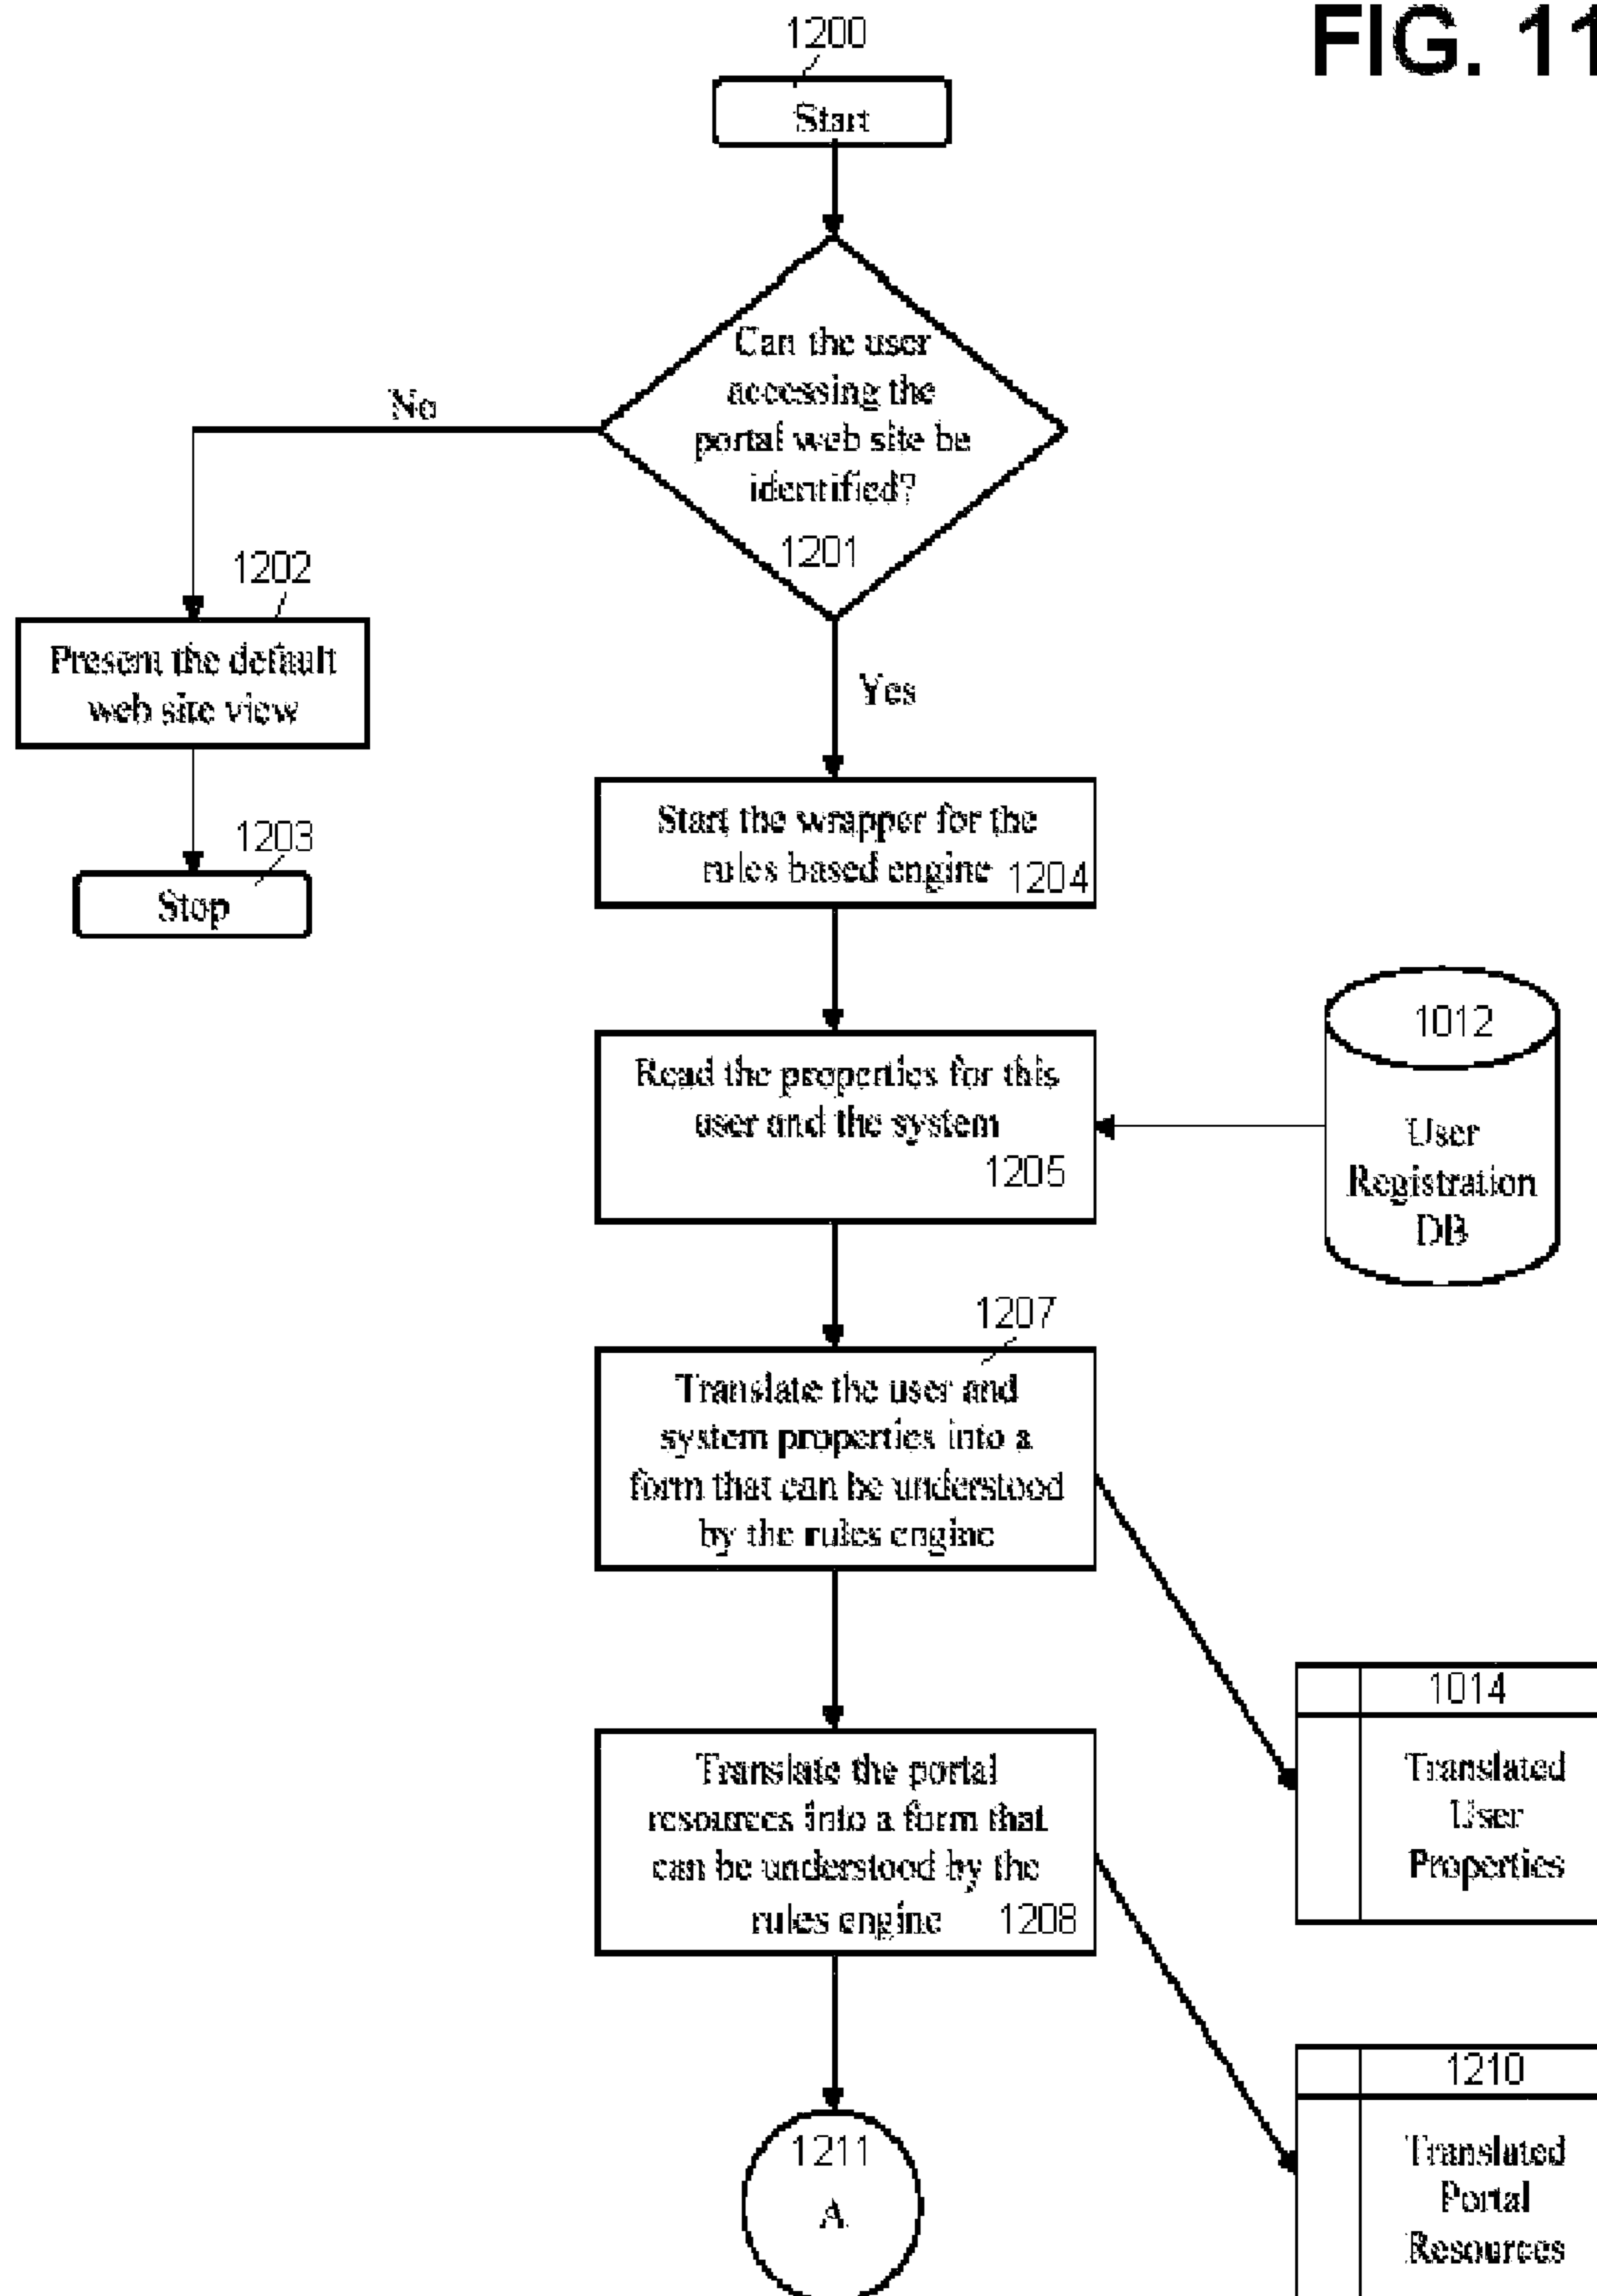 FIG. 11
1200
Start
Can the user
accessing the
portal web site be
identified?
1201
No
Yes
1202
Present the default
web site view
1203
Stop
Start the wrapper for the
rules based engine 1204
Read the properties for this
user and the system
1205
1012
User
Registration
DB
1207
Translate the user and
system properties into a
form that can be understood
by the rules engine
1014
Translated
User
Properties
Translate the portal
resources into a form that
can be understood by the
rules engine 1208
1210
Translated
Portal
Resources
1211
A